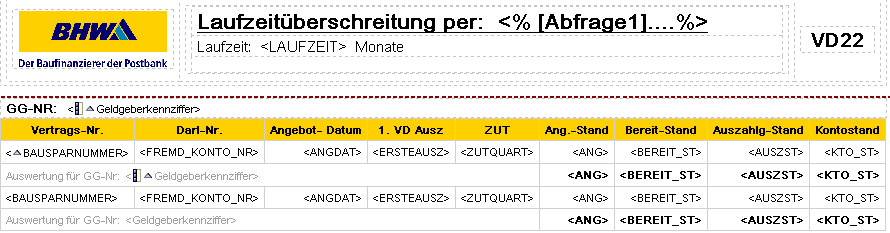 BHW
Der Baufinanzierer der Postbank
Laufzeitüberschreitung per: <% [Abfrage1]....%>
Laufzeit: <LAUFZEIT> Monate
VD22
GG-NR: <Geldgeberkennziffer>
Vertrags-Nr. Darl-Nr. Angebot- Datum 1. VD Ausz ZUT Ang.-Stand Bereit-Stand Auszahlg-Stand Kontostand
<BAUSPARNUMMER> <FREMD_KONTO_NR> <ANGDAT> <ERSTEAUSZ> <ZUTQUART> <ANG> <BEREIT_ST> <AUSZST> <KTO_ST>
Auswertung für GG-Nr: <Geldgeberkennziffer> <ANG> <BEREIT_ST> <AUSZST> <KTO_ST>
<BAUSPARNUMMER> <FREMD_KONTO_NR> <ANGDAT> <ERSTEAUSZ> <ZUTQUART> <ANG> <BEREIT_ST> <AUSZST> <KTO_ST>
Auswertung für GG-Nr: <Geldgeberkennziffer> <ANG> <BEREIT_ST> <AUSZST> <KTO_ST>